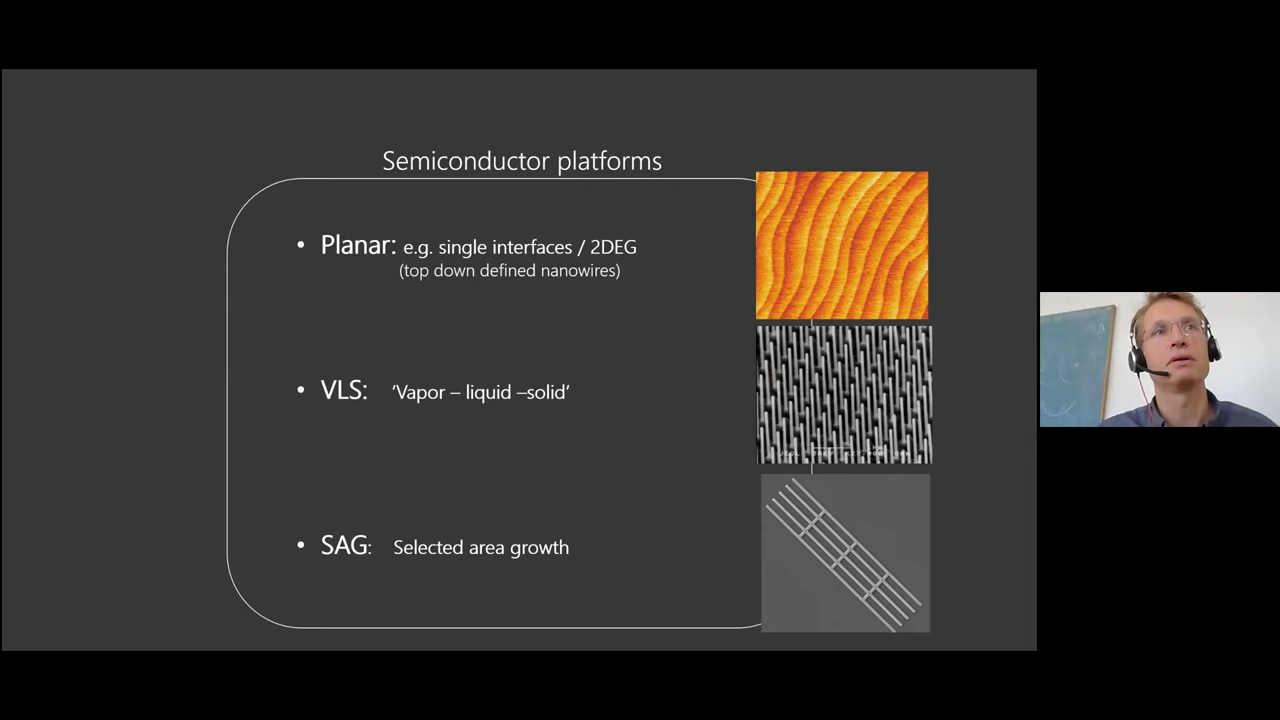 Semiconductor platforms
• Planar: e.g. single interfaces / 2DEG
(top down defined nanowires)
• VLS: ‘Vapor – liquid –solid’
• SAG: Selected area growth